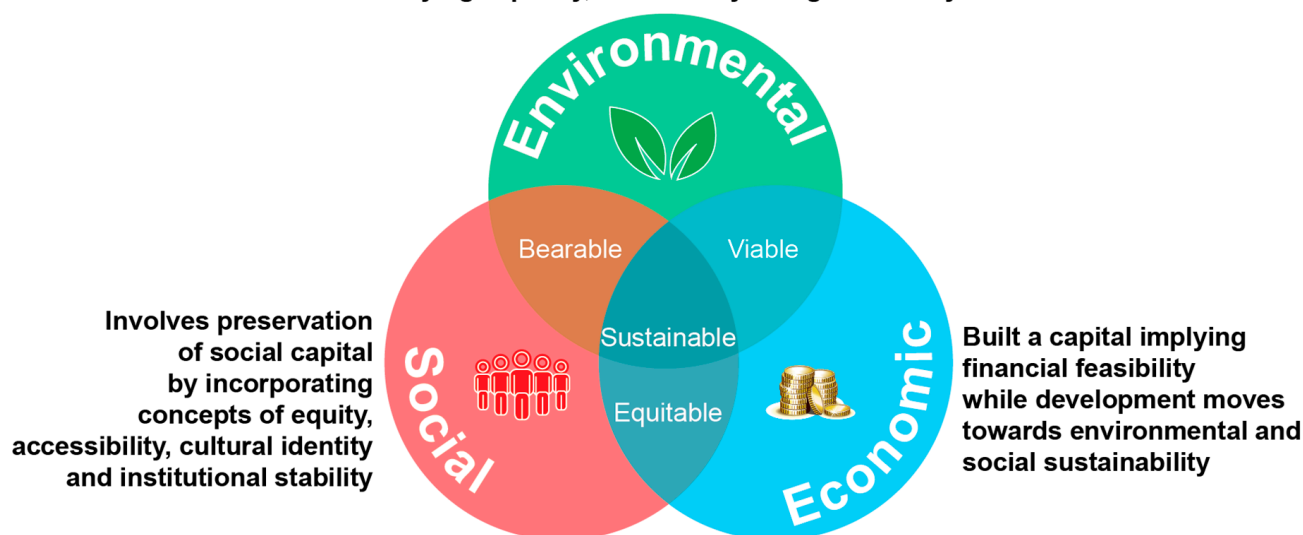 Environmental
Bearable
Viable
Sustainable
Equitable
Social
Economic
Involves preservation
of social capital
by incorporating
concepts of equity,
accessibility, cultural identity
and institutional stability
Built a capital implying
financial feasibility
while development moves
towards environmental and
social sustainability